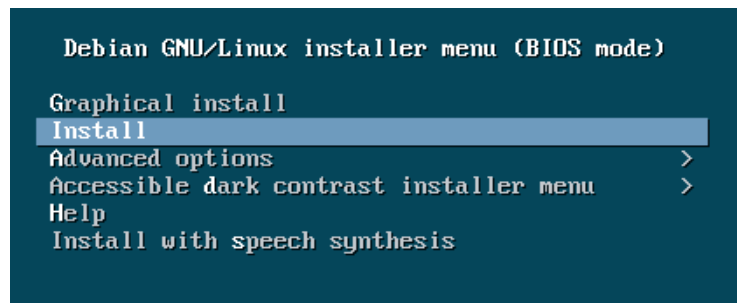 Debian GNU/Linux installer menu (BIOS mode)
Graphical install
Install
Advanced options >
Accessible dark contrast installer menu >
Help
Install with speech synthesis